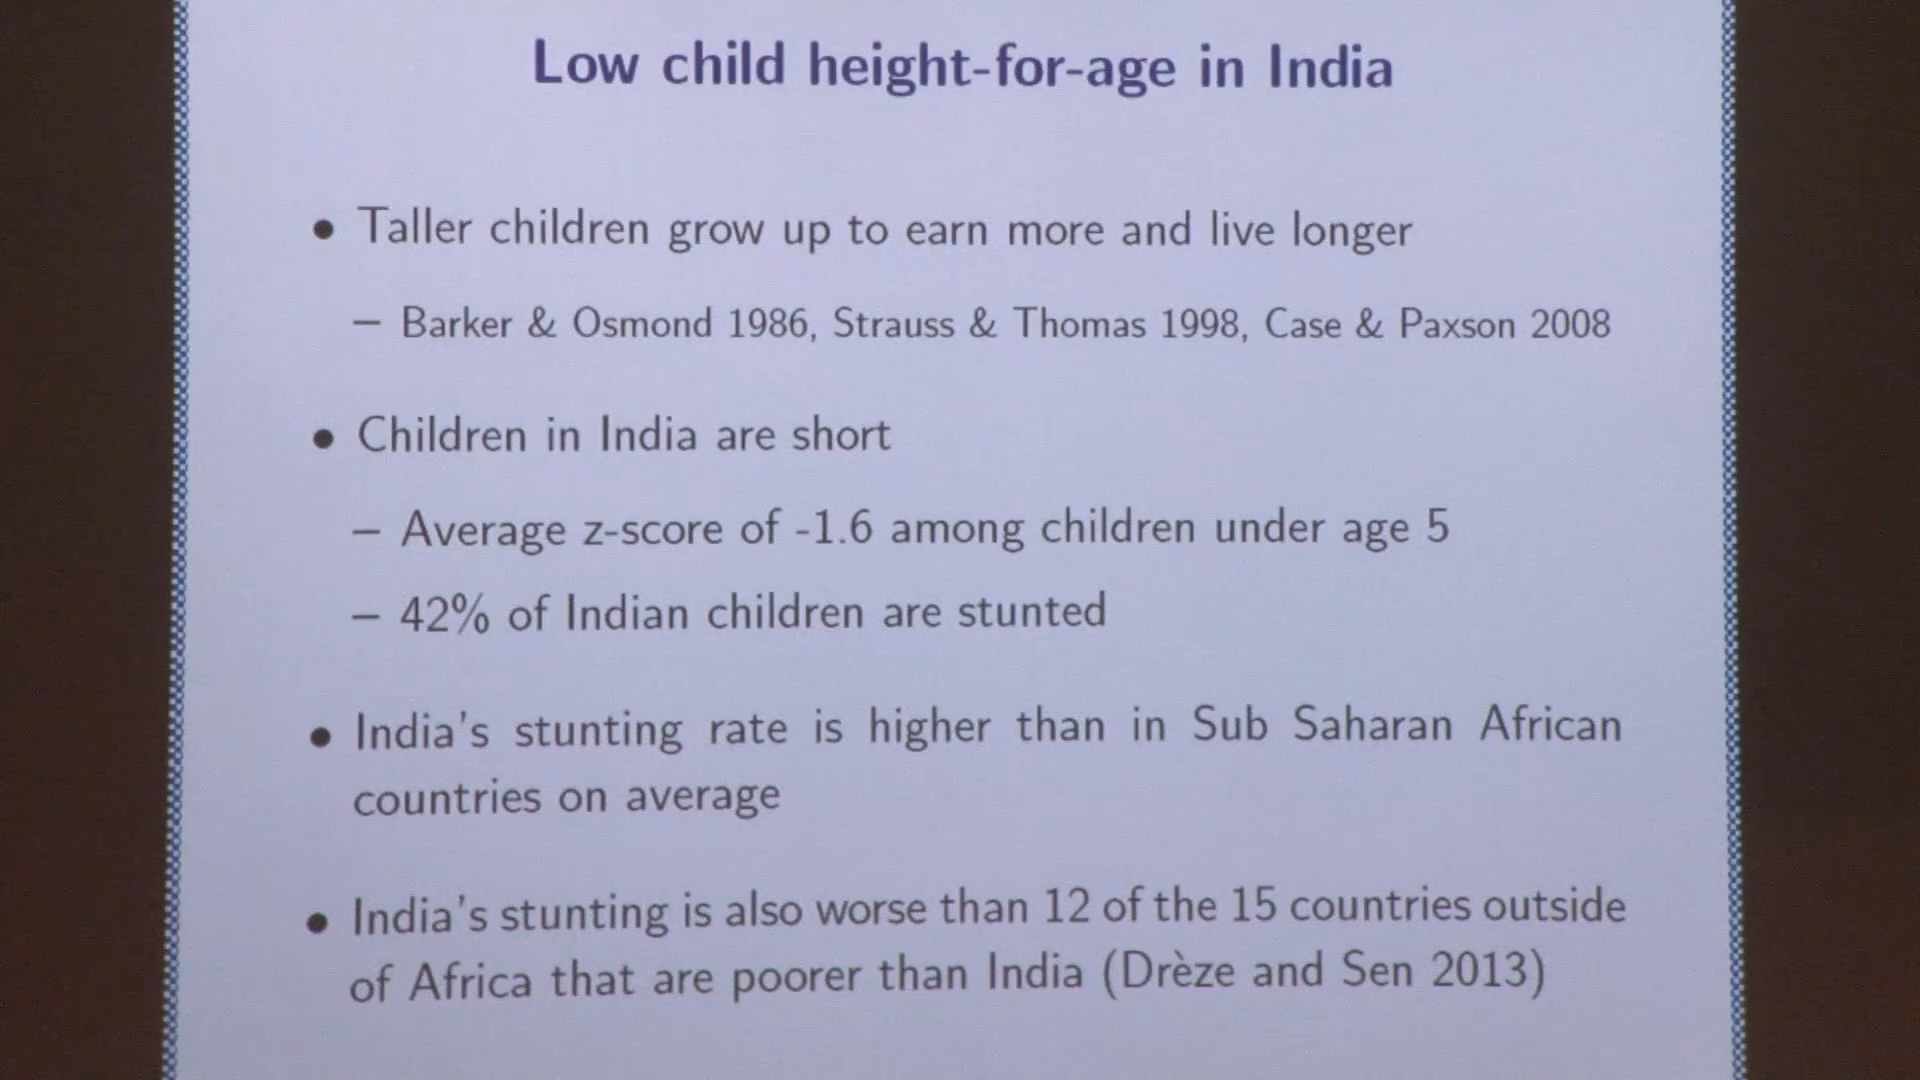 Low child height-for-age in India
• Taller children grow up to earn more and live longer
– Barker & Osmond 1986, Strauss & Thomas 1998, Case & Paxson 2008
• Children in India are short
– Average z-score of -1.6 among children under age 5
– 42% of Indian children are stunted
• India's stunting rate is higher than in Sub Saharan African
countries on average
• India's stunting is also worse than 12 of the 15 countries outside
of Africa that are poorer than India (Drèze and Sen 2013)